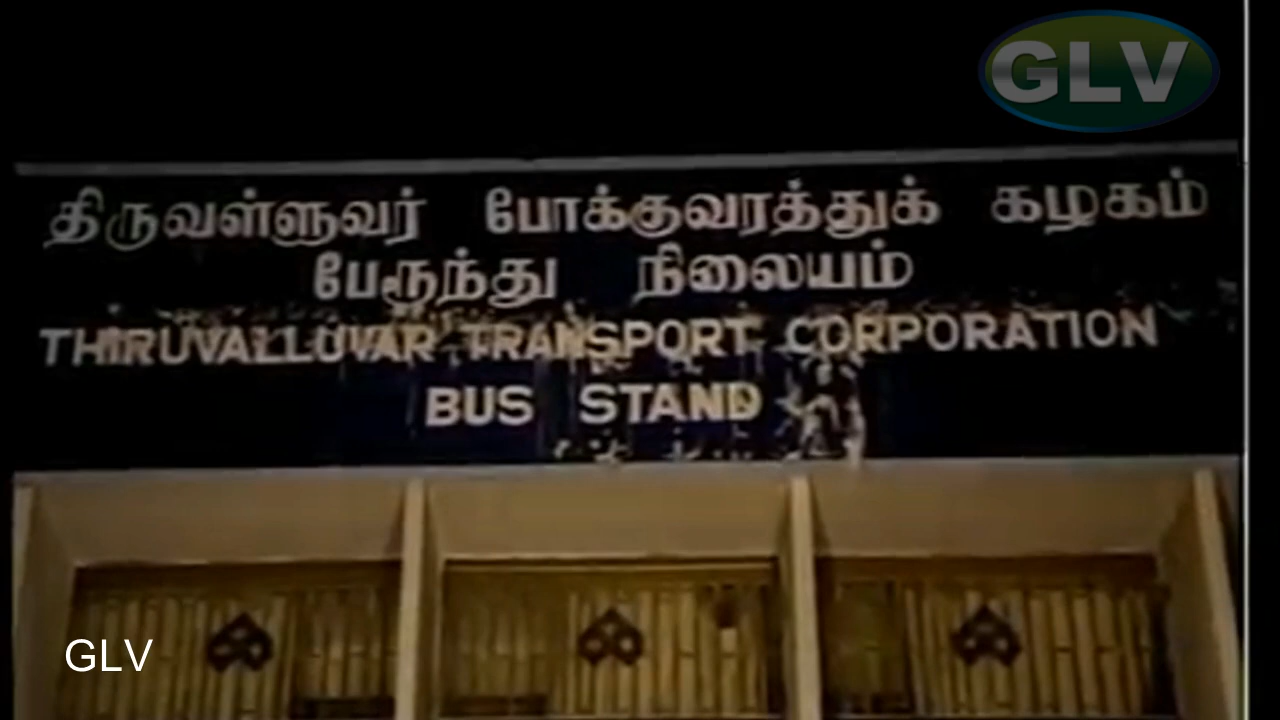 GLV
திருவள்ளுவர் போக்குவரத்துக் கழகம்
பேருந்து நிலையம்
THIRUVALLUVAR TRANSPORT CORPORATION
BUS STAND
GLV